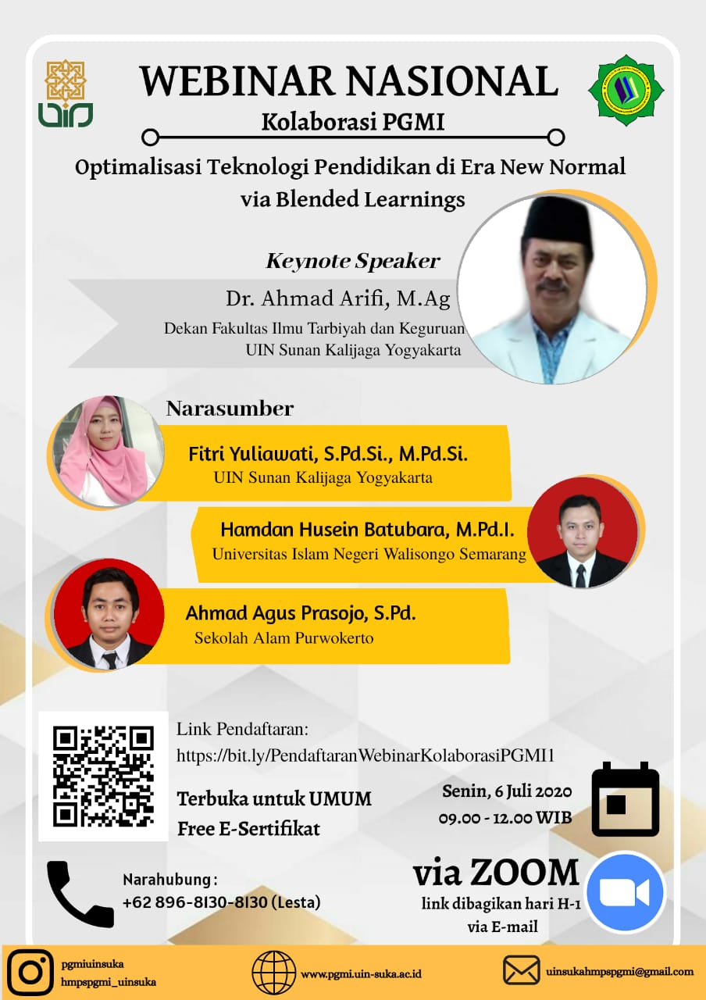 WEBINAR NASIONAL
Kolaborasi PGMI
Optimalisasi Teknologi Pendidikan di Era New Normal
via Blended Learnings
Keynote Speaker
Dr. Ahmad Arifi, M.Ag
Dekan Fakultas Ilmu Tarbiyah dan Keguruan
UIN Sunan Kalijaga Yogyakarta
Narasumber
Fitri Yuliawati, S.Pd.Si., M.Pd.Si.
UIN Sunan Kalijaga Yogyakarta
Hamdan Husein Batubara, M.Pd.I.
Universitas Islam Negeri Walisongo Semarang
Ahmad Agus Prasojo, S.Pd.
Sekolah Alam Purwokerto
Link Pendaftaran:
https://bit.ly/PendaftaranWebinarKolaborasiPGMI1
Terbuka untuk UMUM
Free E-Sertifikat
Senin, 6 Juli 2020
09.00 - 12.00 WIB
Narahubung :
+62 896-8130-8130 (Lesta)
via ZOOM
link dibagikan hari H-1
via E-mail
pgmiuinsuka
hmpspgmi_uinsuka
www.pgmi.uin-suka.ac.id
uinsukahmpspgmi@gmail.com